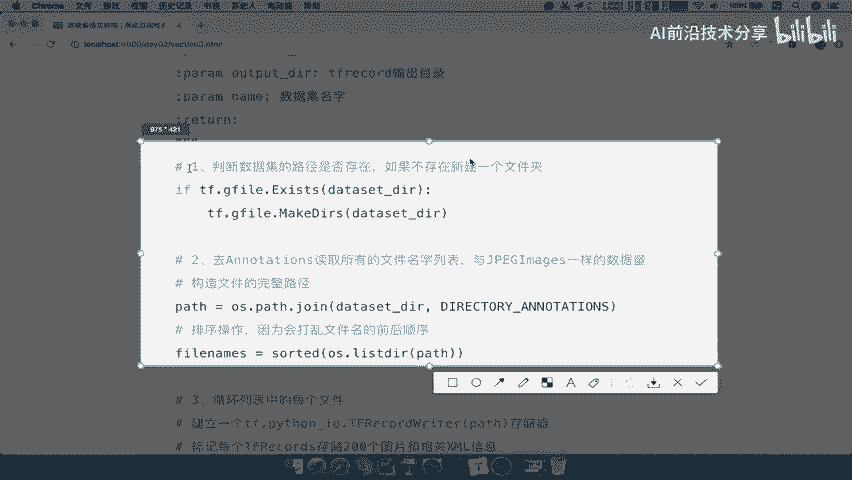 Chrome
AI前沿技术分享 bilibili
:param output_dir: tfrecord输出目录
:param name: 数据集名字
:return:
975 * 421
# 1、判断数据集的路径是否存在，如果不存在新建一个文件夹
if tf.gfile.Exists(dataset_dir):
tf.gfile.MakeDirs(dataset_dir)
# 2、去Annotations读取所有的文件名字列表、与JPEGImages一样的数据量
# 构造文件的完整路径
path = os.path.join(dataset_dir, DIRECTORY_ANNOTATIONS)
# 排序操作、因为会打乱文件名的前后顺序
filenames = sorted(os.listdir(path))
# 3、循环列表中的每个文件
# 建立一个tf.python_io.TFRecordWriter(path)存储器
# 标记每个TFRecords存储200个图片和相关XML信息